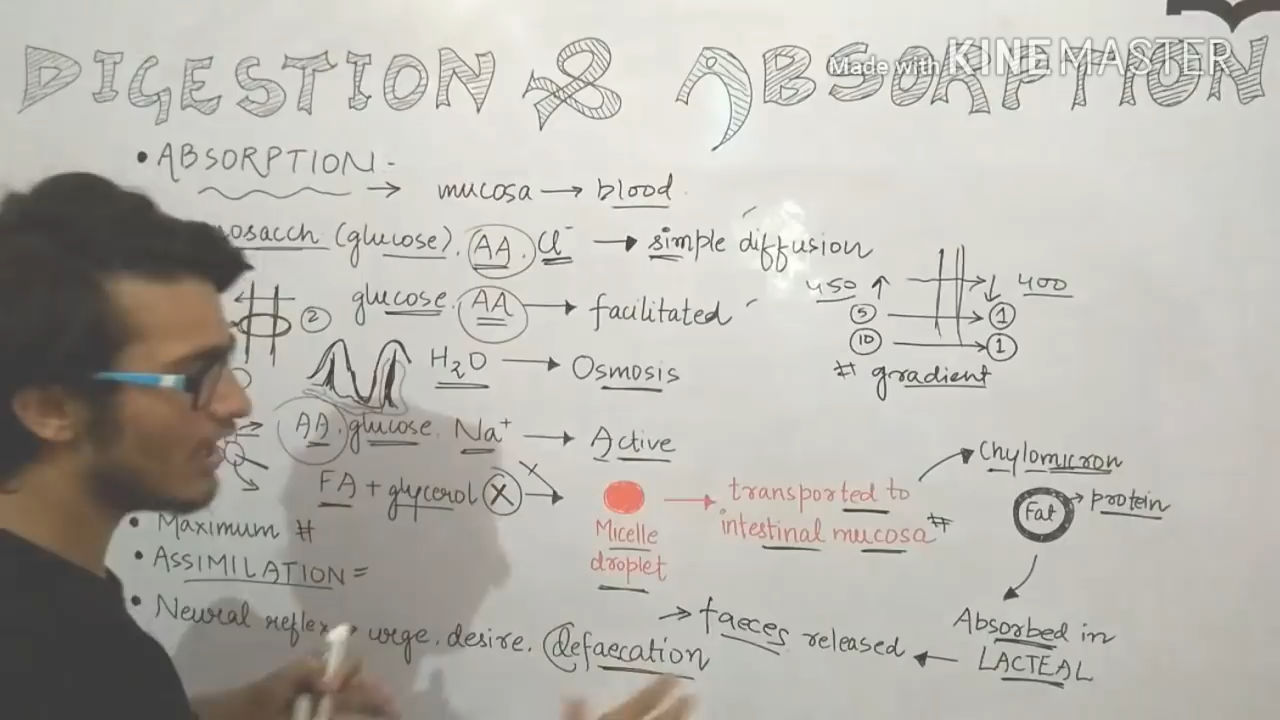 DIGESTION & ABSORPTION
Made with KINEMASTER
• ABSORPTION -
→ mucosa → blood
nosacch (glucose). AA. Cl⁻ → simple diffusion
glucose. AA → facilitated
②
H₂O → Osmosis
AA. glucose. Na⁺ → Active
FA + glycerol Ⓧ →
x
Micelle
droplet
→ transported to
intestinal mucosa #
Chylomicron
Fat → protein
Absorbed in
LACTEAL
→ faeces released ←
450 ↑ ↓ 400
⑤ → ①
⑩ → ①
# gradient
• Maximum #
• ASSIMILATION =
• Neural reflex → urge. desire. (defaecation